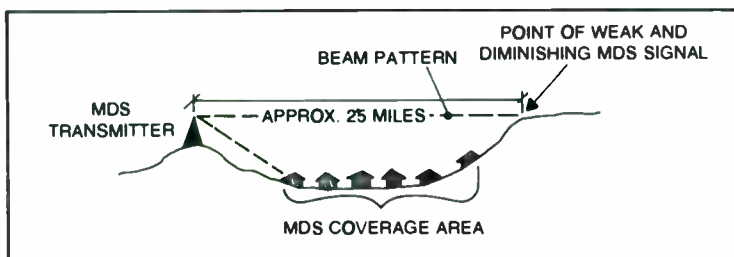 POINT OF WEAK AND
DIMINISHING MDS SIGNAL
BEAM PATTERN
MDS
TRANSMITTER
APPROX. 25 MILES
MDS COVERAGE AREA